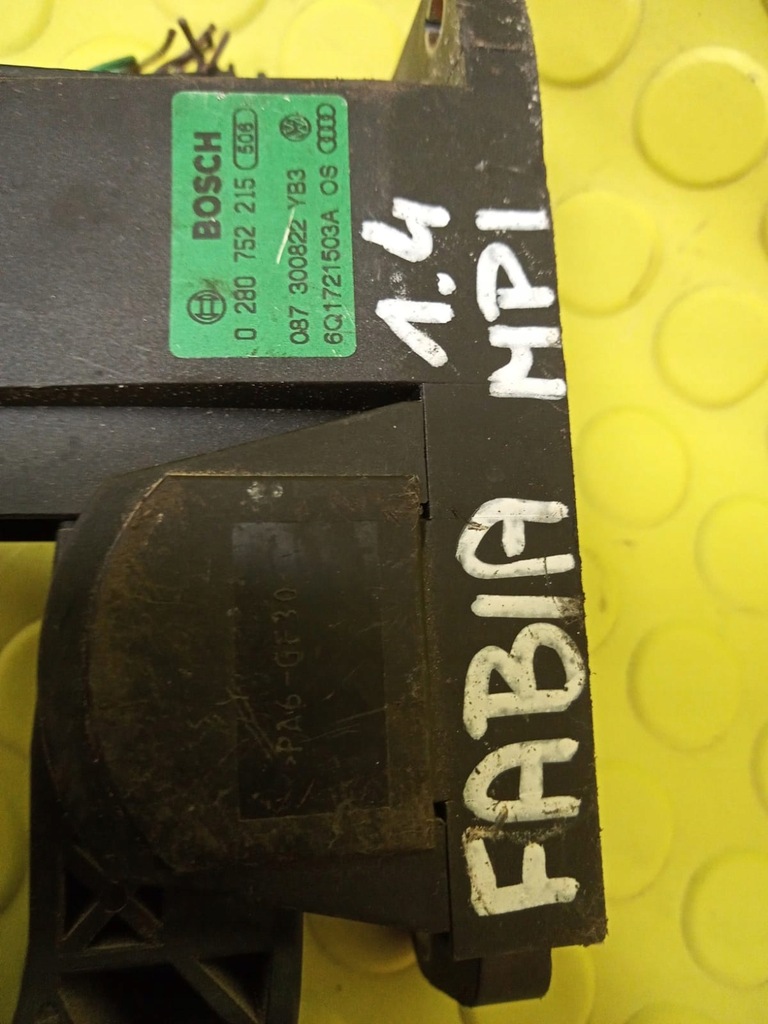 BOSCH
0 280 752 215 508
087 300822 YB3
6Q1721503A OS
1.4
MPI
FABIA
>PA6-GF30